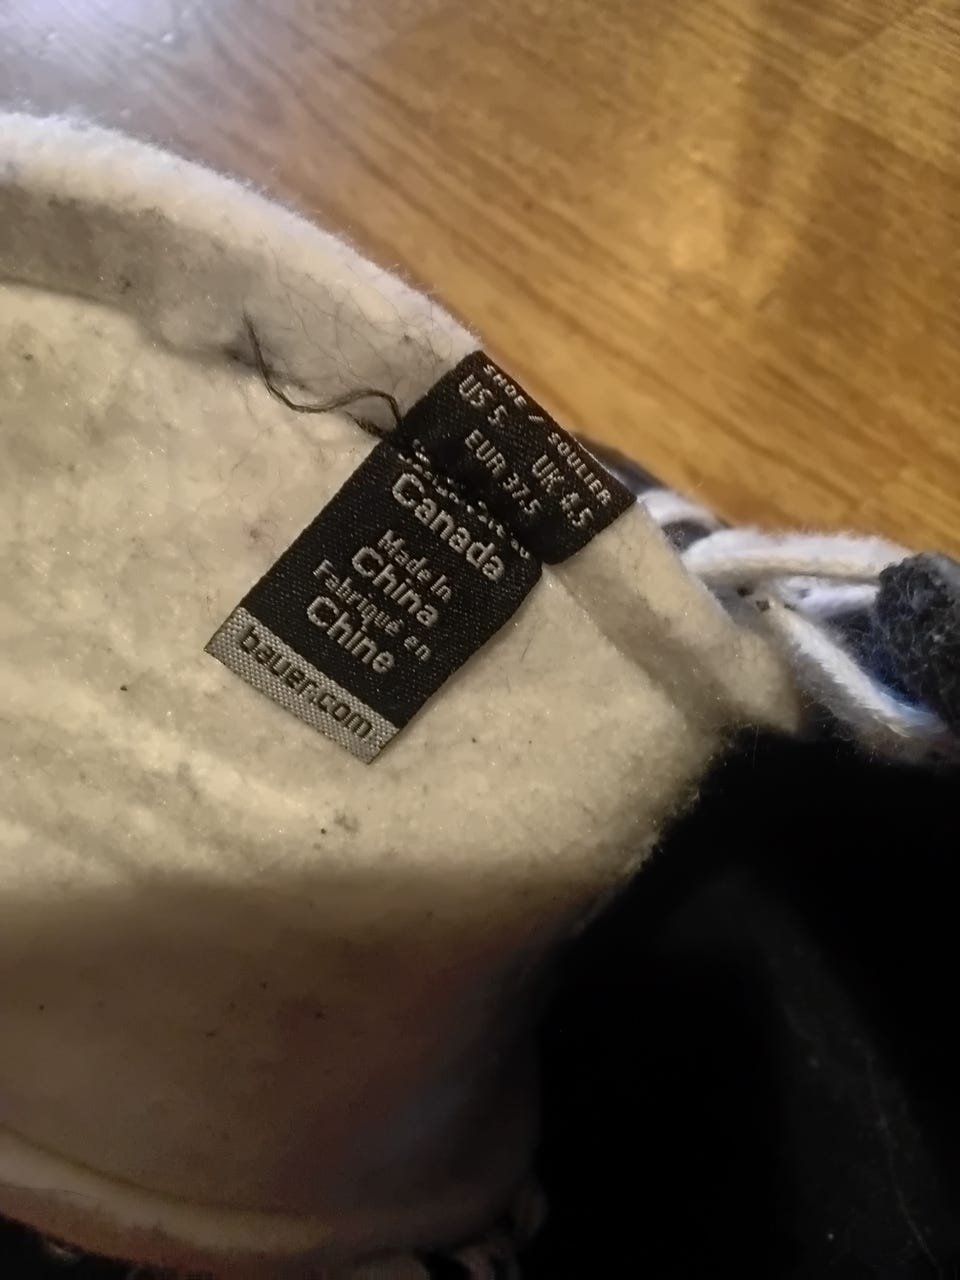 SHOE / SOULIER
US 5
UK 4.5
EUR 37.5
Canada
Made In
China
Fabriqué en
Chine
bauer.com